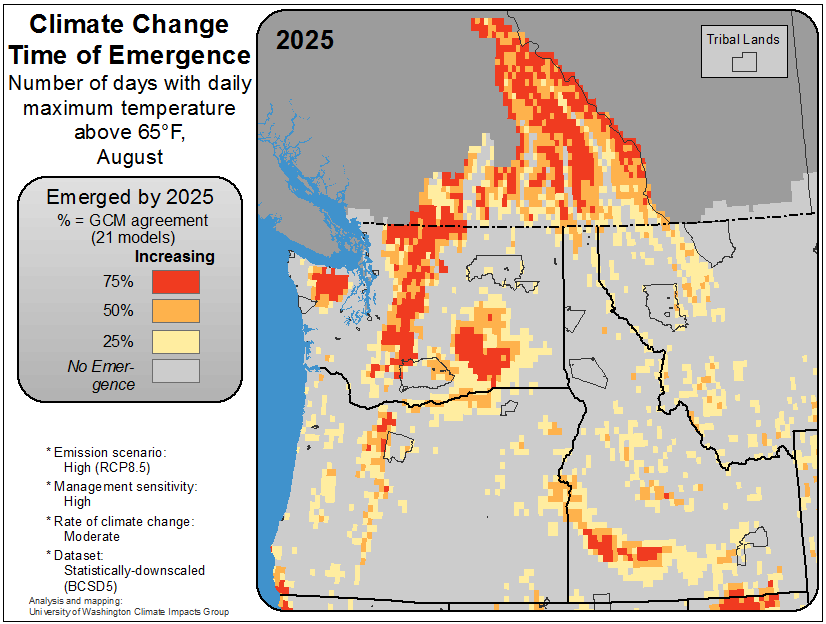 Climate Change
Time of Emergence
Number of days with daily
maximum temperature
above 65°F,
August
Emerged by 2025
% = GCM agreement
(21 models)
Increasing
75%
50%
25%
No Emer-
gence
* Emission scenario:
High (RCP8.5)
* Management sensitivity:
High
* Rate of climate change:
Moderate
* Dataset:
Statistically-downscaled
(BCSD5)
Analysis and mapping:
University of Washington Climate Impacts Group
2025
Tribal Lands